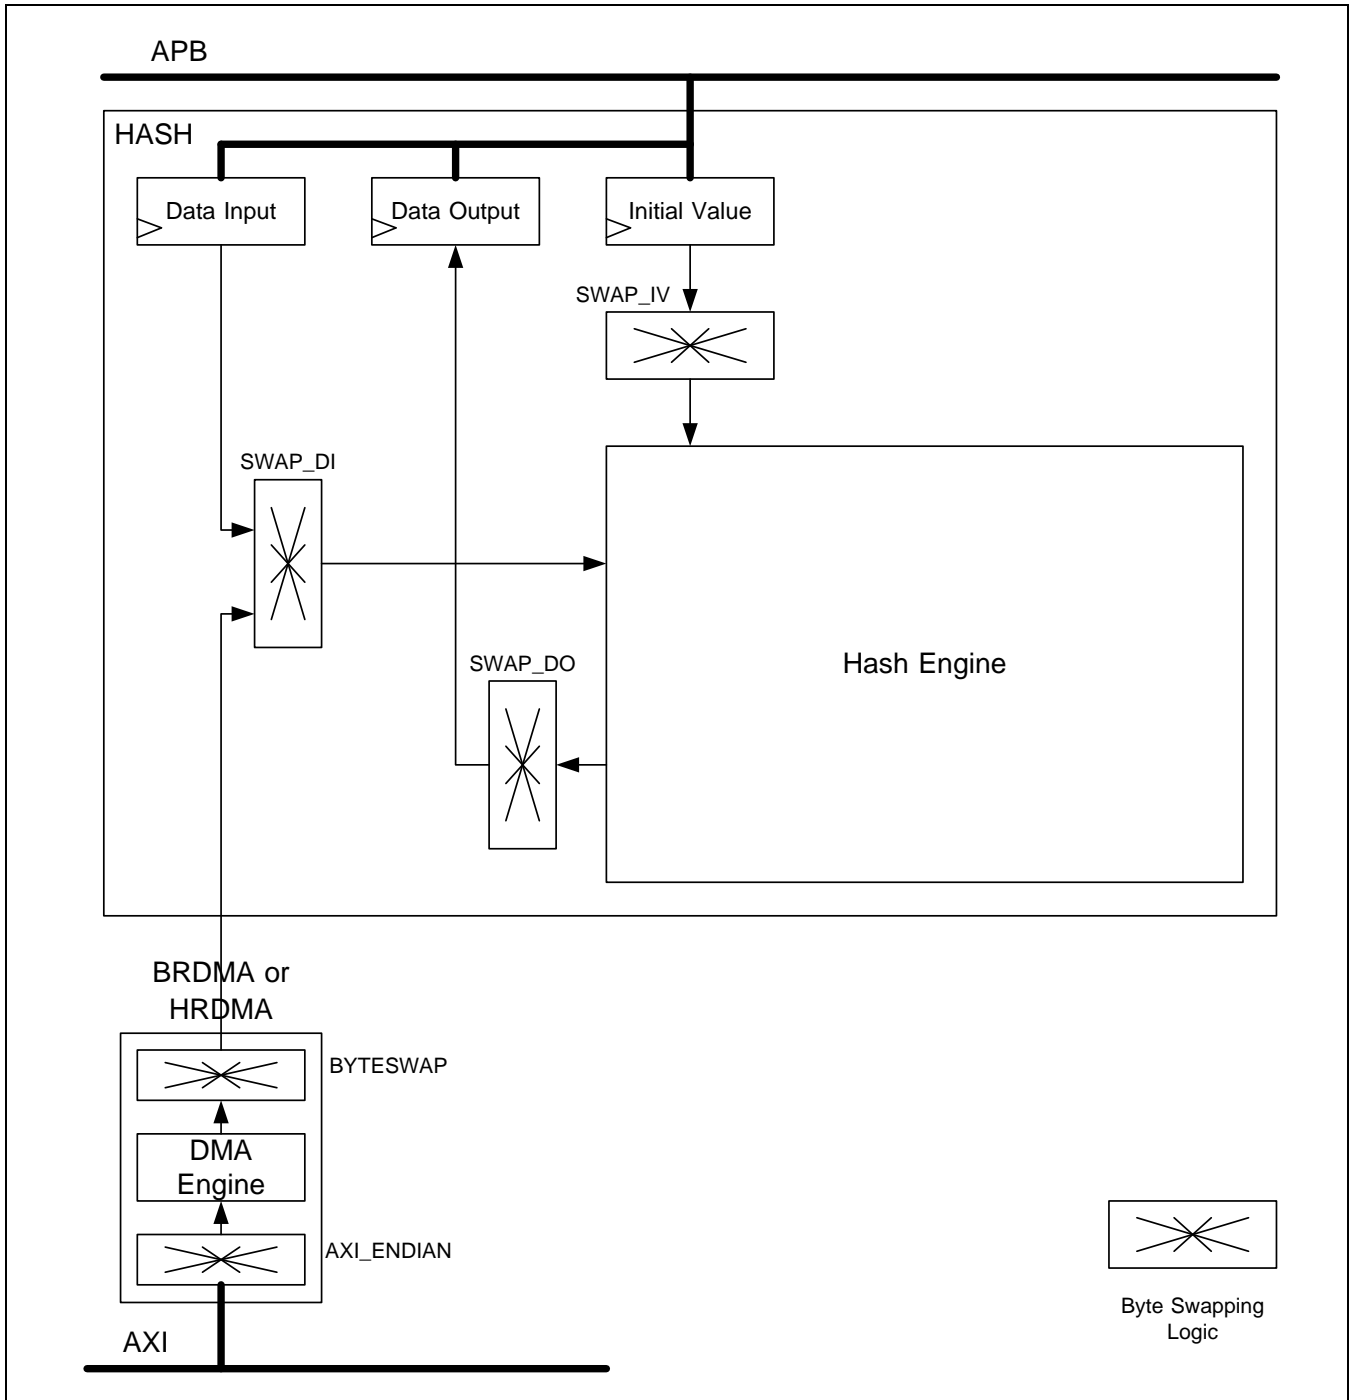 APB
HASH
Data Input
Data Output
Initial Value
SWAP_IV
SWAP_DI
SWAP_DO
Hash Engine
BRDMA or
HRDMA
BYTESWAP
DMA
Engine
AXI_ENDIAN
AXI
Byte Swapping
Logic